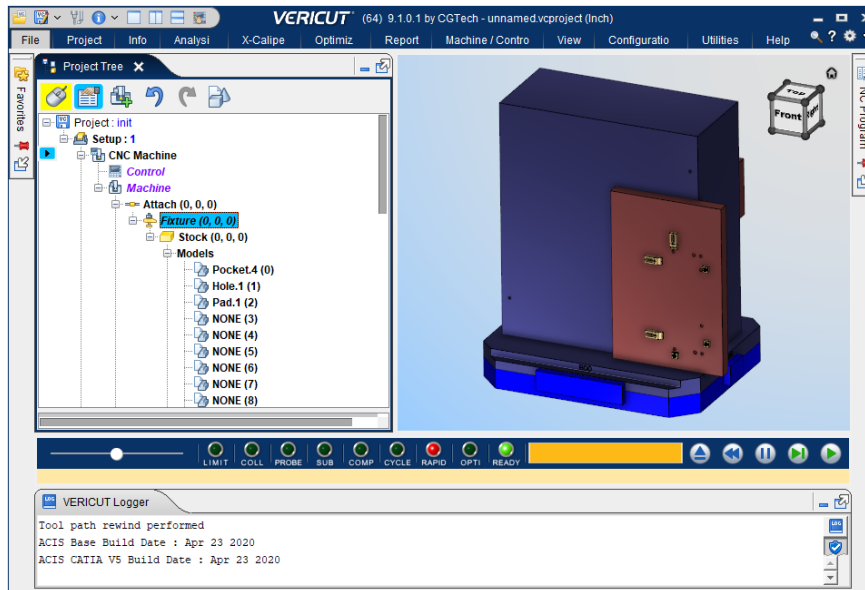 VERICUT (64) 9.1.0.1 by CGTech - unnamed.vcproject (Inch)
File Project Info Analysi X-Calipe Optimiz Report Machine / Contro View Configuratio Utilities Help
Favorites
Project Tree
Project : init
Setup : 1
CNC Machine
Control
Machine
Attach (0, 0, 0)
Fixture (0, 0, 0)
Stock (0, 0, 0)
Models
Pocket.4 (0)
Hole.1 (1)
Pad.1 (2)
NONE (3)
NONE (4)
NONE (5)
NONE (6)
NONE (7)
NONE (8)
Top
Front
Right
NC Program
LIMIT COLL PROBE SUB COMP CYCLE RAPID OPTI READY
LOG VERICUT Logger
Tool path rewind performed
ACIS Base Build Date : Apr 23 2020
ACIS CATIA V5 Build Date : Apr 23 2020
LOG